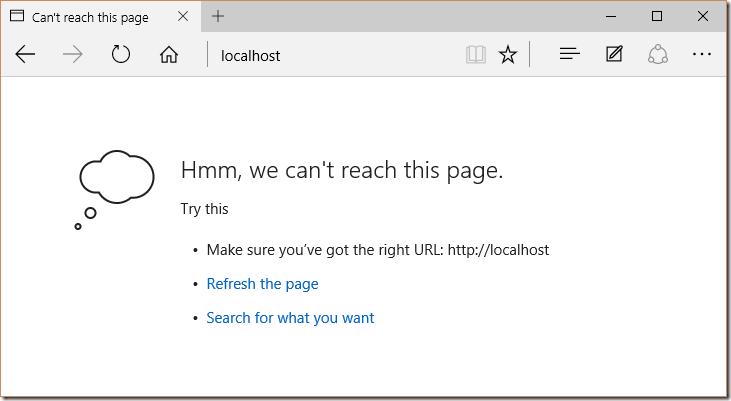 Can't reach this page
localhost
Hmm, we can't reach this page.
Try this
• Make sure you’ve got the right URL: http://localhost
• Refresh the page
• Search for what you want